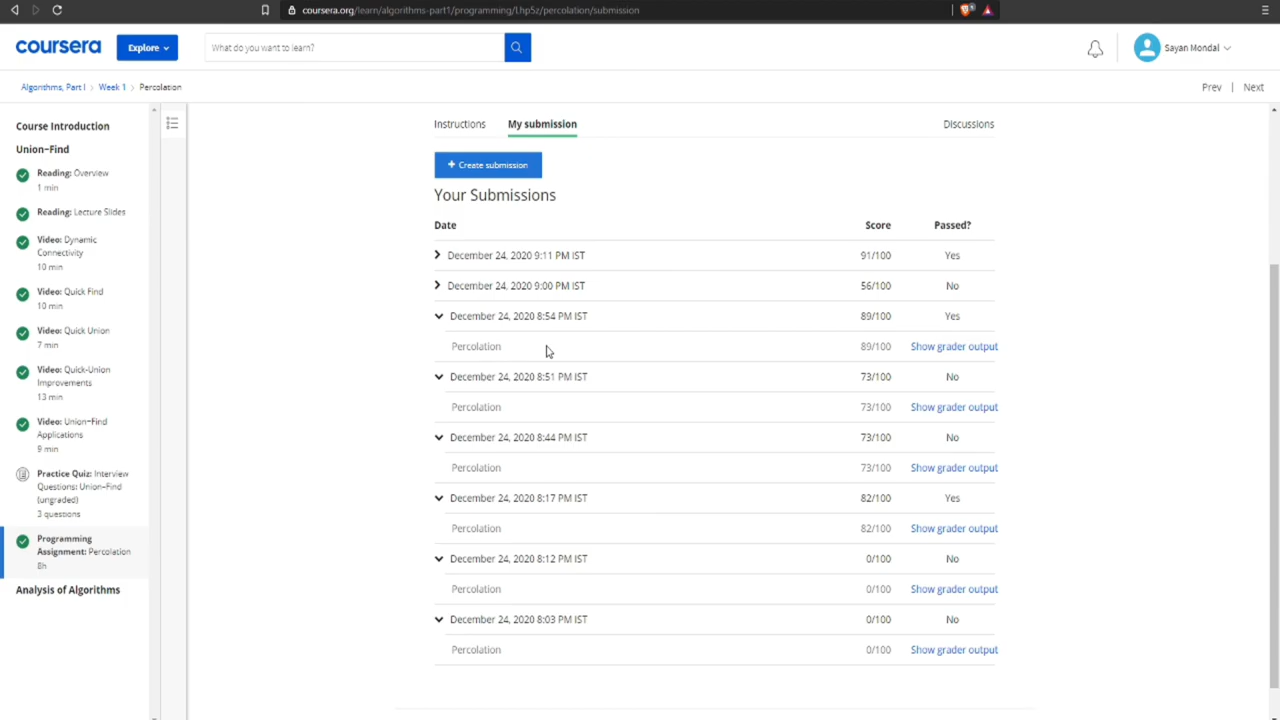 coursera.org/learn/algorithms-part1/programming/Lhp5z/percolation/submission
coursera
Explore
What do you want to learn?
Sayan Mondal
Algorithms, Part I > Week 1 > Percolation
Prev | Next
Course Introduction
Union–Find
Reading: Overview
1 min
Reading: Lecture Slides
Video: Dynamic
Connectivity
10 min
Video: Quick Find
10 min
Video: Quick Union
7 min
Video: Quick-Union
Improvements
13 min
Video: Union–Find
Applications
9 min
Practice Quiz: Interview
Questions: Union–Find
(ungraded)
3 questions
Programming
Assignment: Percolation
8h
Analysis of Algorithms
Instructions My submission Discussions
+ Create submission
Your Submissions
Date Score Passed?
December 24, 2020 9:11 PM IST 91/100 Yes
December 24, 2020 9:00 PM IST 56/100 No
December 24, 2020 8:54 PM IST 89/100 Yes
Percolation 89/100 Show grader output
December 24, 2020 8:51 PM IST 73/100 No
Percolation 73/100 Show grader output
December 24, 2020 8:44 PM IST 73/100 No
Percolation 73/100 Show grader output
December 24, 2020 8:17 PM IST 82/100 Yes
Percolation 82/100 Show grader output
December 24, 2020 8:12 PM IST 0/100 No
Percolation 0/100 Show grader output
December 24, 2020 8:03 PM IST 0/100 No
Percolation 0/100 Show grader output